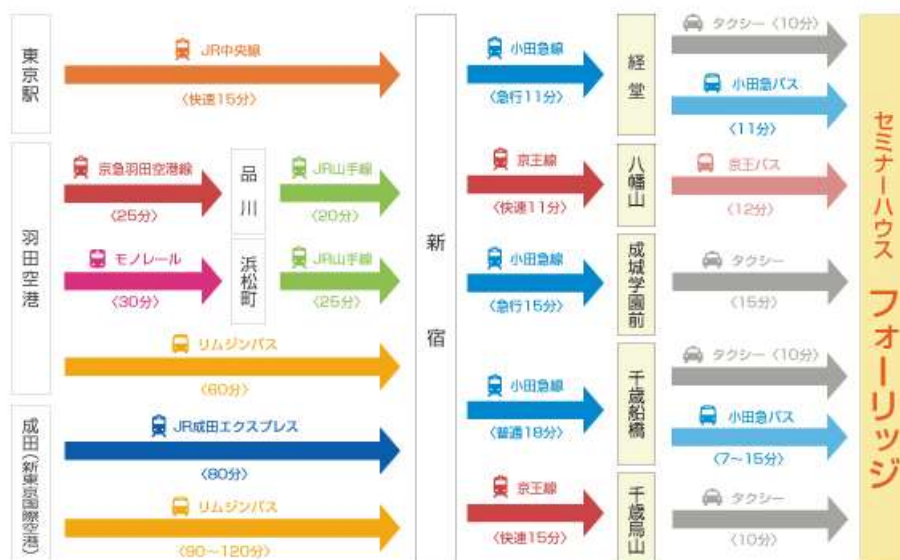 東京駅
JR中央線
〈快速15分〉
羽田空港
京急羽田空港線
〈25分〉
品川
JR山手線
〈20分〉
モノレール
〈30分〉
浜松町
JR山手線
〈25分〉
リムジンバス
〈60分〉
成田(新東京国際空港)
JR成田エクスプレス
〈80分〉
リムジンバス
〈90〜120分〉
新宿
小田急線
〈急行11分〉
経堂
タクシー〈10分〉
小田急バス
〈11分〉
京王線
〈快速11分〉
八幡山
京王バス
〈12分〉
小田急線
〈急行15分〉
成城学園前
タクシー
〈15分〉
小田急線
〈普通18分〉
千歳船橋
タクシー〈10分〉
小田急バス
〈7〜15分〉
京王線
〈快速15分〉
千歳烏山
タクシー
〈10分〉
セミナーハウス フォーリッジ